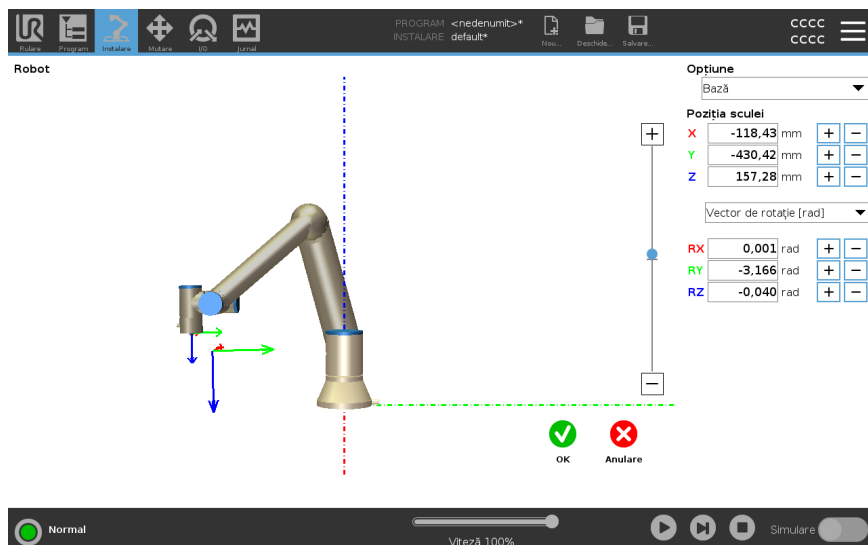 UR
PROGRAM <nedenumit>*
INSTALARE default*
Rulare Program Instalare Mutare I/O Jurnal
Nou... Deschide... Salvare...
CCCC
CCCC
Robot
Opțiune
Bază
Poziția sculei
X -118,43 mm + −
Y -430,42 mm + −
Z 157,28 mm + −
Vector de rotație [rad]
RX 0,001 rad + −
RY -3,166 rad + −
RZ -0,040 rad + −
OK Anulare
Normal
Viteză 100%
Simulare